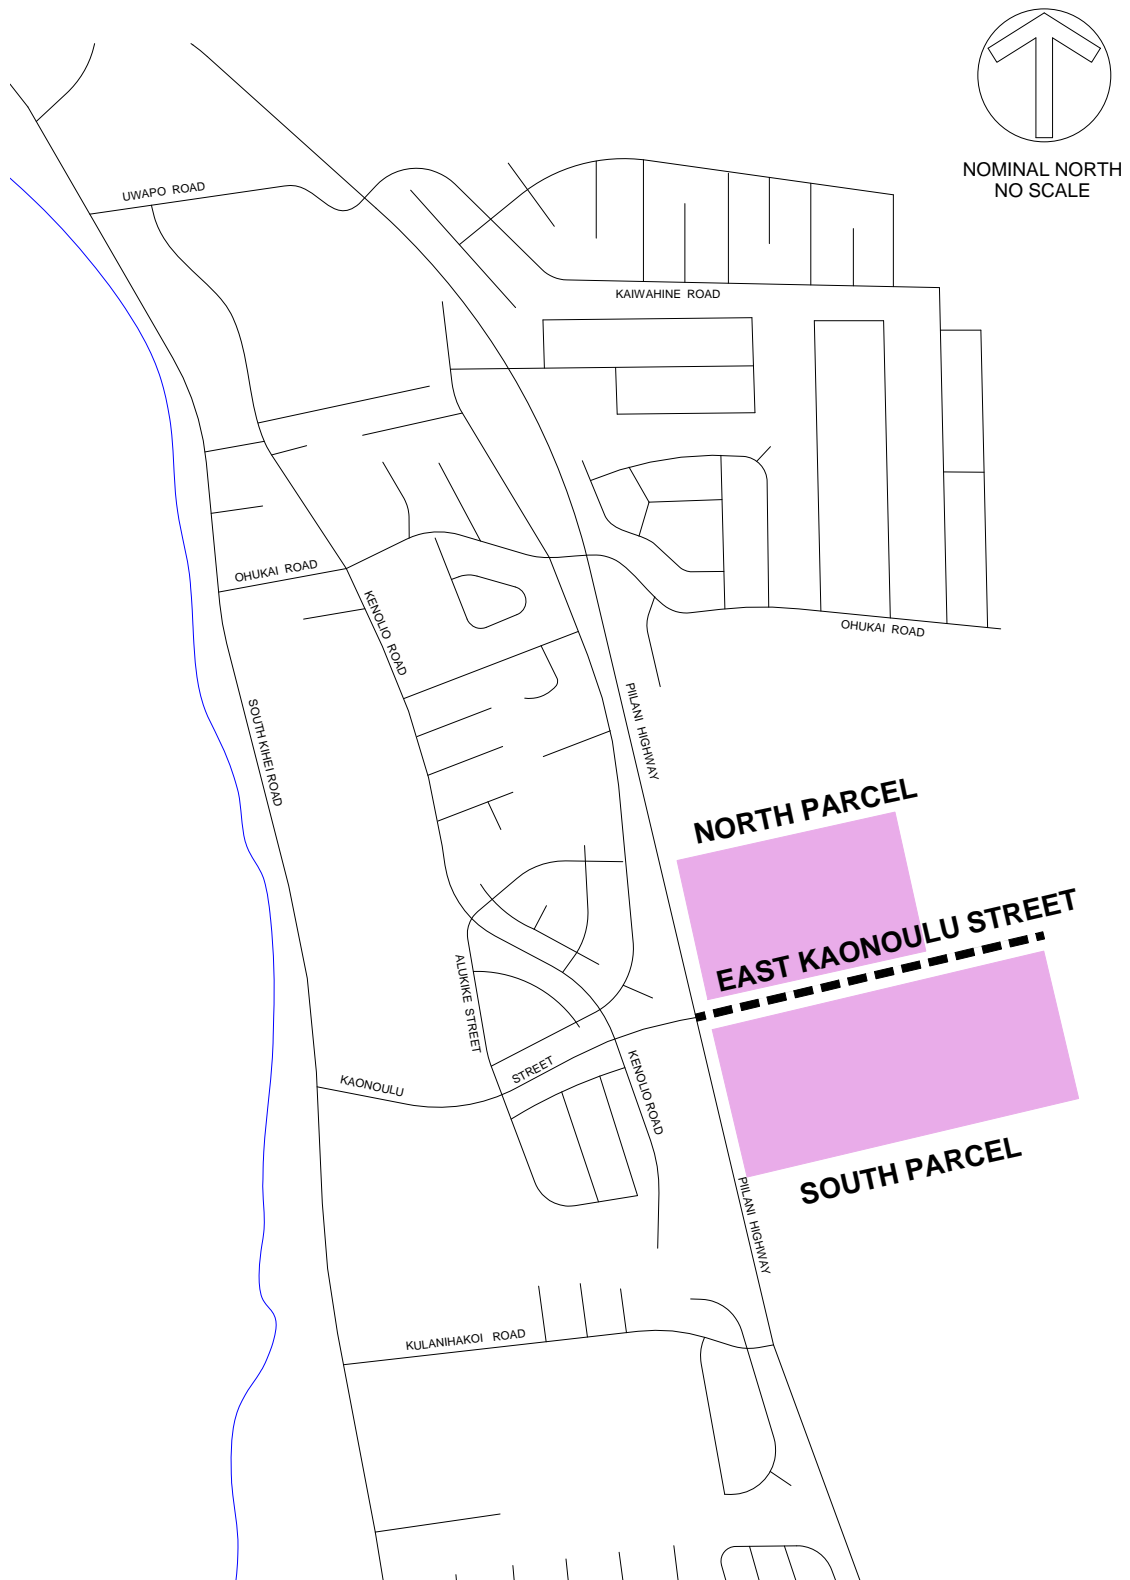 NOMINAL NORTH
NO SCALE
UWAPO ROAD
KAIWAHINE ROAD
OHUKAI ROAD
KENOLIO ROAD
OHUKAI ROAD
SOUTH KIHEI ROAD
PIILANI HIGHWAY
NORTH PARCEL
EAST KAONOULU STREET
ALUKIKE STREET
KAONOULU
STREET
KENOLIO ROAD
SOUTH PARCEL
PIILANI HIGHWAY
KULANIHAKOI ROAD